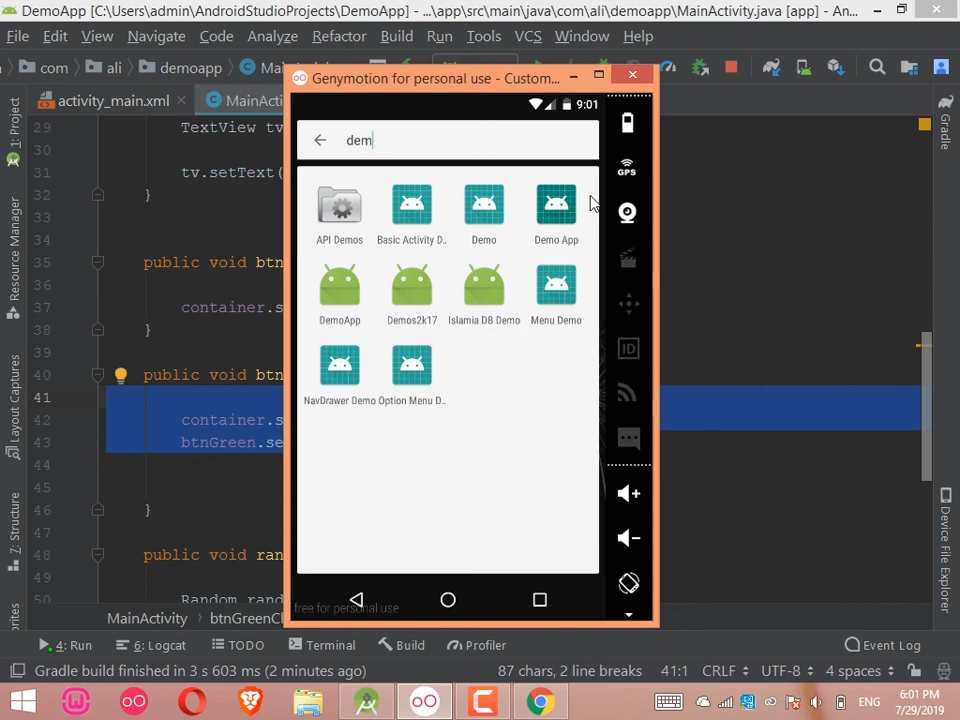 DemoApp [C:\Users\admin\AndroidStudioProjects\DemoApp] - ...\app\src\main\java\com\ali\demoapp\MainActivity.java [app] - An...
File Edit View Navigate Code Analyze Refactor Build Run Tools VCS Window Help
com ali demoapp
Genymotion for personal use - Custom...
activity_main.xml MainActi
1: Project
Resource Manager
Layout Captures
7: Structure
Gradle
Device File Explorer
9:01
dem
GPS
API Demos Basic Activity D.. Demo Demo App
DemoApp Demos2k17 Islamia DB Demo Menu Demo
NavDrawer Demo Option Menu D..
ID
free for personal use
29 TextView tv
30
31 tv.setText(
32 }
33
34
35 public void btn
36
37 container.s
38 }
39
40 public void btn
41
42 container.s
43 btnGreen.se
44
45
46 }
47
48 public void ran
49
50 Random rand
MainActivity btnGreenCl
4: Run 6: Logcat TODO Terminal Build Profiler Event Log
Gradle build finished in 3 s 603 ms (2 minutes ago) 87 chars, 2 line breaks 41:1 CRLF UTF-8 4 spaces
ENG
6:01 PM
7/29/2019